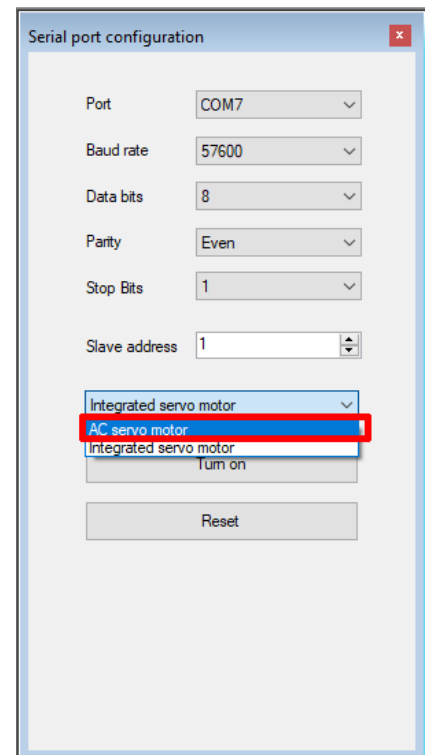 Serial port configuration
x
Port COM7
Baud rate 57600
Data bits 8
Parity Even
Stop Bits 1
Slave address 1
Integrated servo motor
AC servo motor
Integrated servo motor
Turn on
Reset